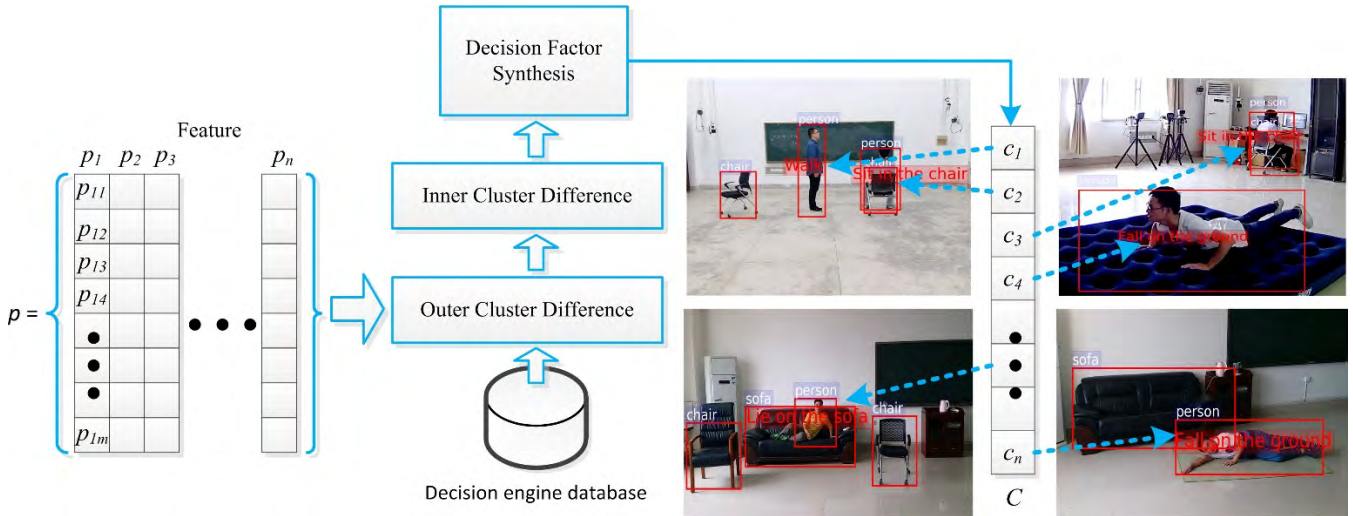 Decision Factor
Synthesis
Feature
p1 p2 p3 pn
p11
p12
p13
p14
p1m
p =
Inner Cluster Difference
Outer Cluster Difference
Decision engine database
person
person
chair
chair
Walk
Sit in the chair
c1
c2
c3
c4
cn
C
person
chair
Sit in the chair
person
Fall on the ground
sofa
person
chair
chair
Lie on the sofa
sofa
person
Fall on the ground